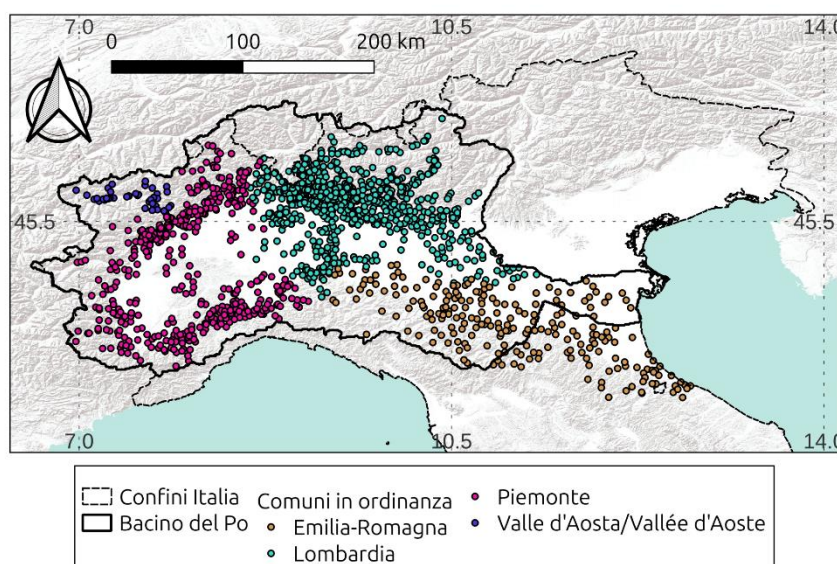 7.0 10.5 14.0
0 100 200 km
45.5 45.5
7.0 10.5 14.0
Confini Italia
Bacino del Po
Comuni in ordinanza
Emilia-Romagna
Lombardia
Piemonte
Valle d'Aosta/Vallée d'Aoste